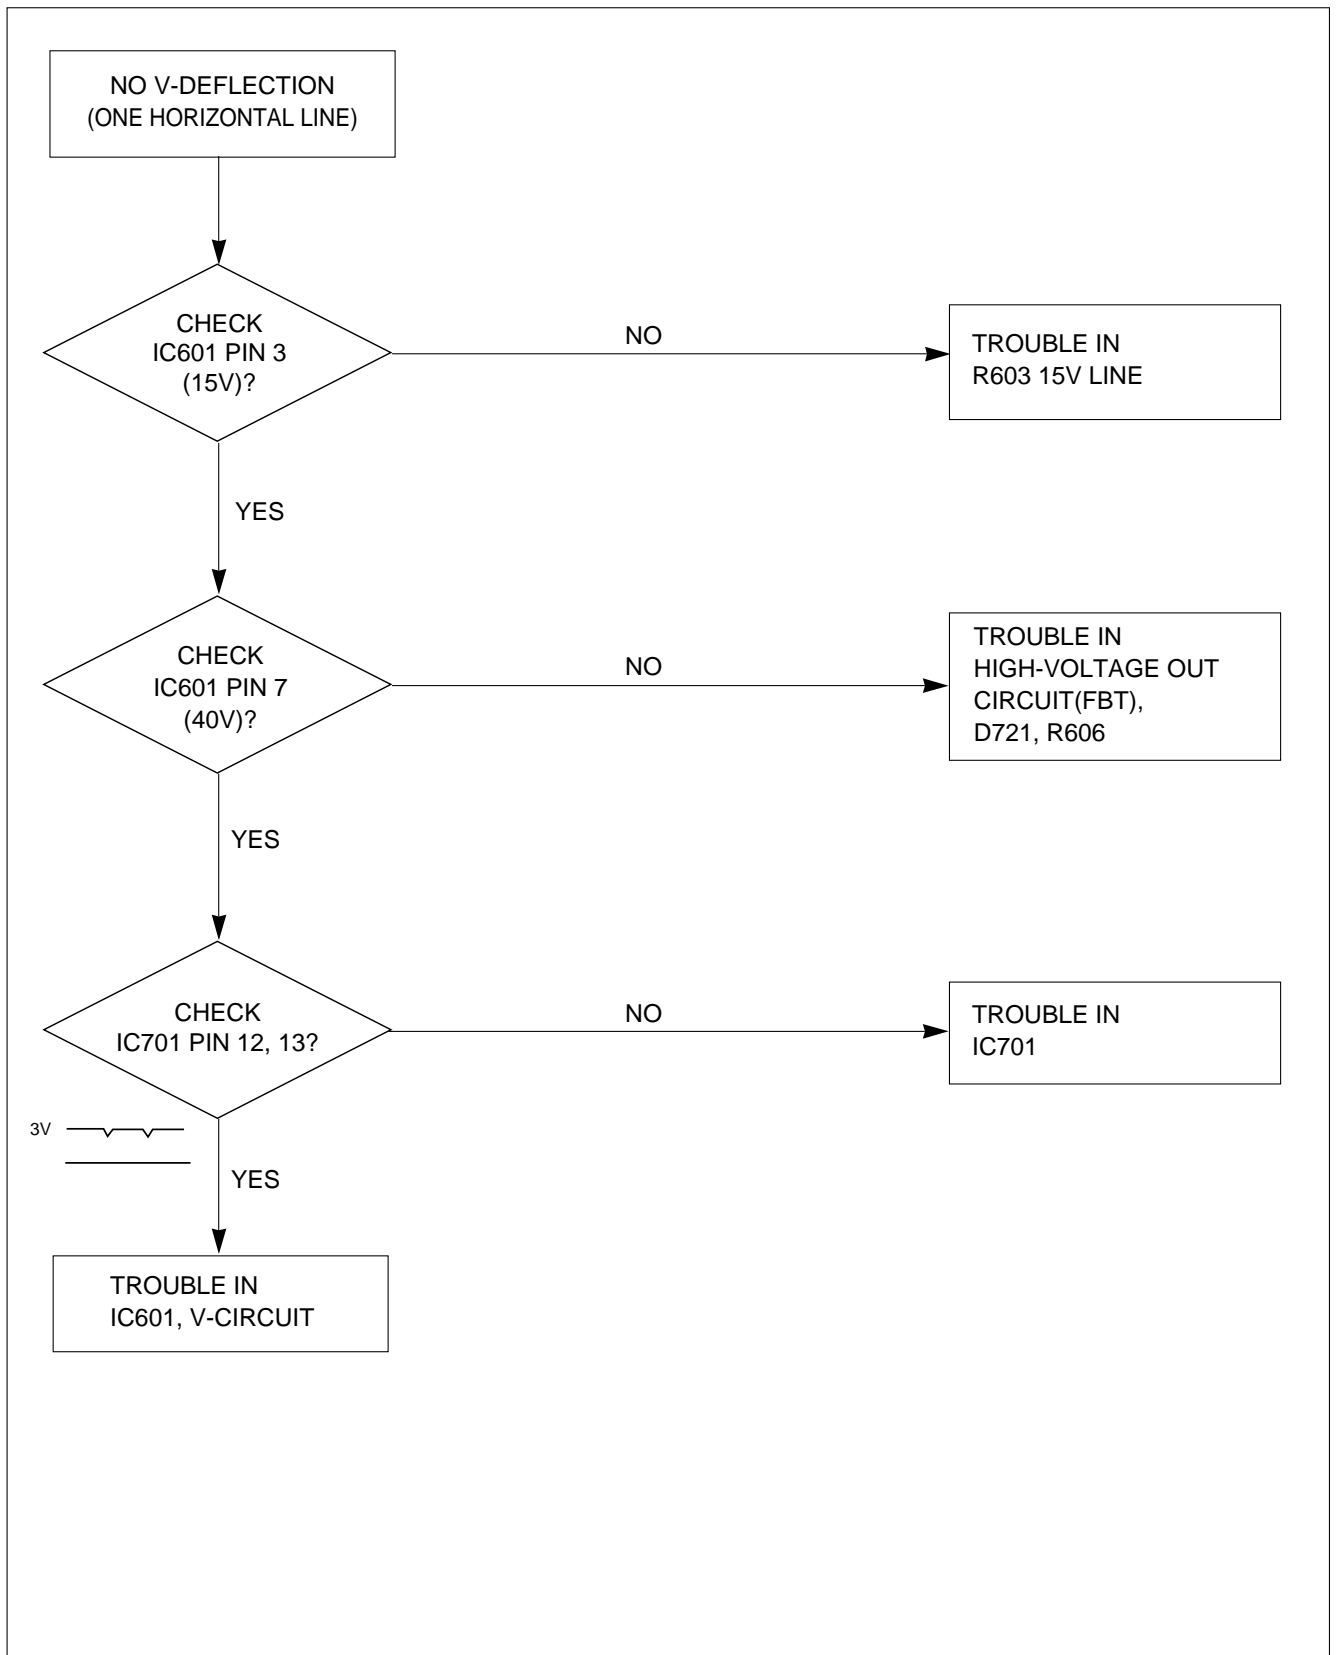 NO V-DEFLECTION
(ONE HORIZONTAL LINE)
CHECK
IC601 PIN 3
(15V)?
NO
TROUBLE IN
R603 15V LINE
YES
CHECK
IC601 PIN 7
(40V)?
NO
TROUBLE IN
HIGH-VOLTAGE OUT
CIRCUIT(FBT),
D721, R606
YES
CHECK
IC701 PIN 12, 13?
NO
TROUBLE IN
IC701
3V
YES
TROUBLE IN
IC601, V-CIRCUIT